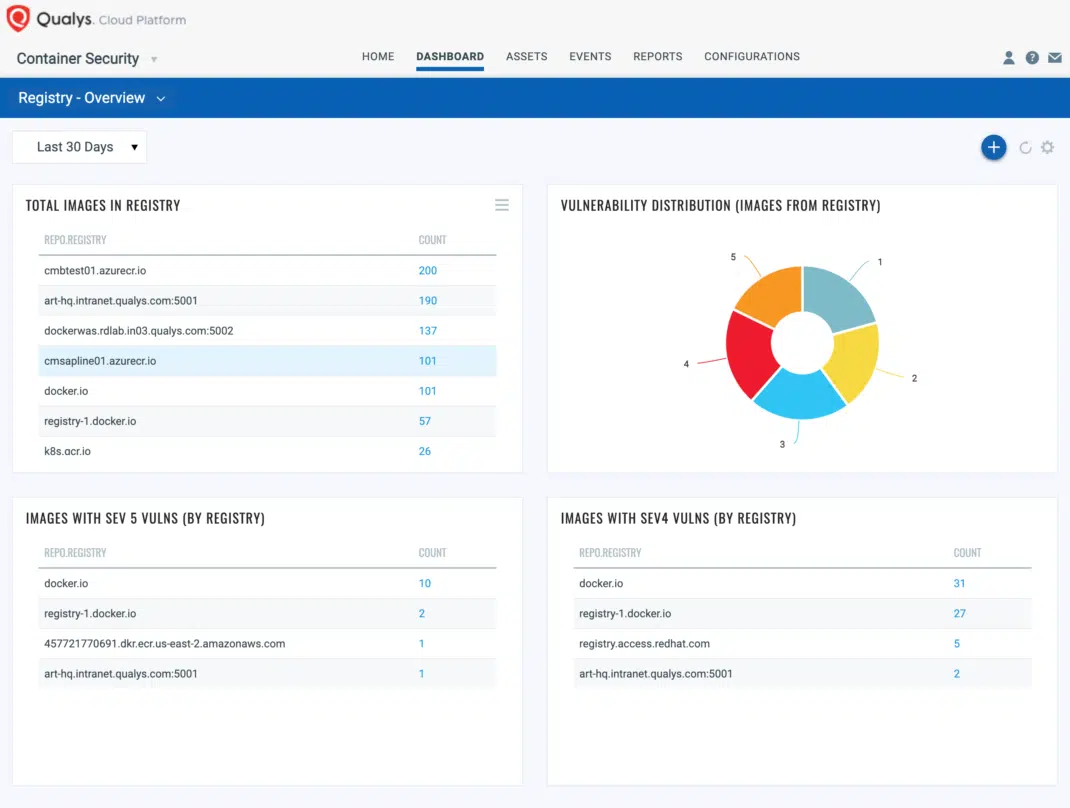 Qualys. Cloud Platform
Container Security
HOME DASHBOARD ASSETS EVENTS REPORTS CONFIGURATIONS
Registry - Overview
Last 30 Days
TOTAL IMAGES IN REGISTRY
REPO.REGISTRY COUNT
cmbtest01.azurecr.io 200
art-hq.intranet.qualys.com:5001 190
dockerwas.rdlab.in03.qualys.com:5002 137
cmsapline01.azurecr.io 101
docker.io 101
registry-1.docker.io 57
k8s.gcr.io 26
VULNERABILITY DISTRIBUTION (IMAGES FROM REGISTRY)
5
1
4
2
3
IMAGES WITH SEV 5 VULNS (BY REGISTRY)
REPO.REGISTRY COUNT
docker.io 10
registry-1.docker.io 2
457721770691.dkr.ecr.us-east-2.amazonaws.com 1
art-hq.intranet.qualys.com:5001 1
IMAGES WITH SEV4 VULNS (BY REGISTRY)
REPO.REGISTRY COUNT
docker.io 31
registry-1.docker.io 27
registry.access.redhat.com 5
art-hq.intranet.qualys.com:5001 2